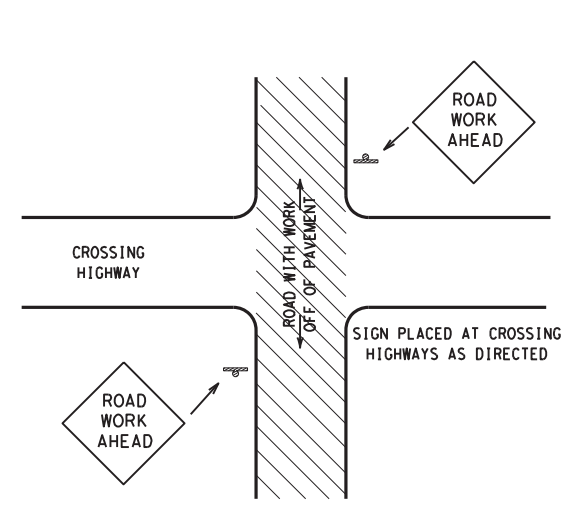 ROAD
WORK
AHEAD
CROSSING
HIGHWAY
ROAD WITH WORK
OFF OF PAVEMENT
SIGN PLACED AT CROSSING
HIGHWAYS AS DIRECTED
ROAD
WORK
AHEAD